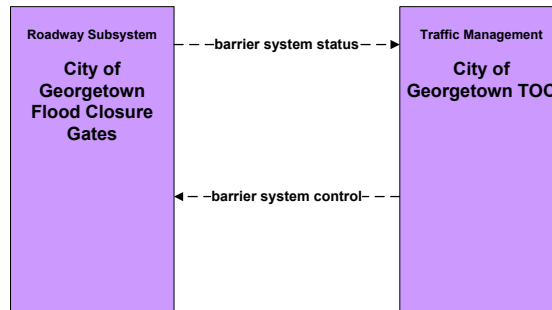 Roadway Subsystem
City of
Georgetown
Flood Closure
Gates
barrier system status
Traffic Management
City of
Georgetown TOC
barrier system control